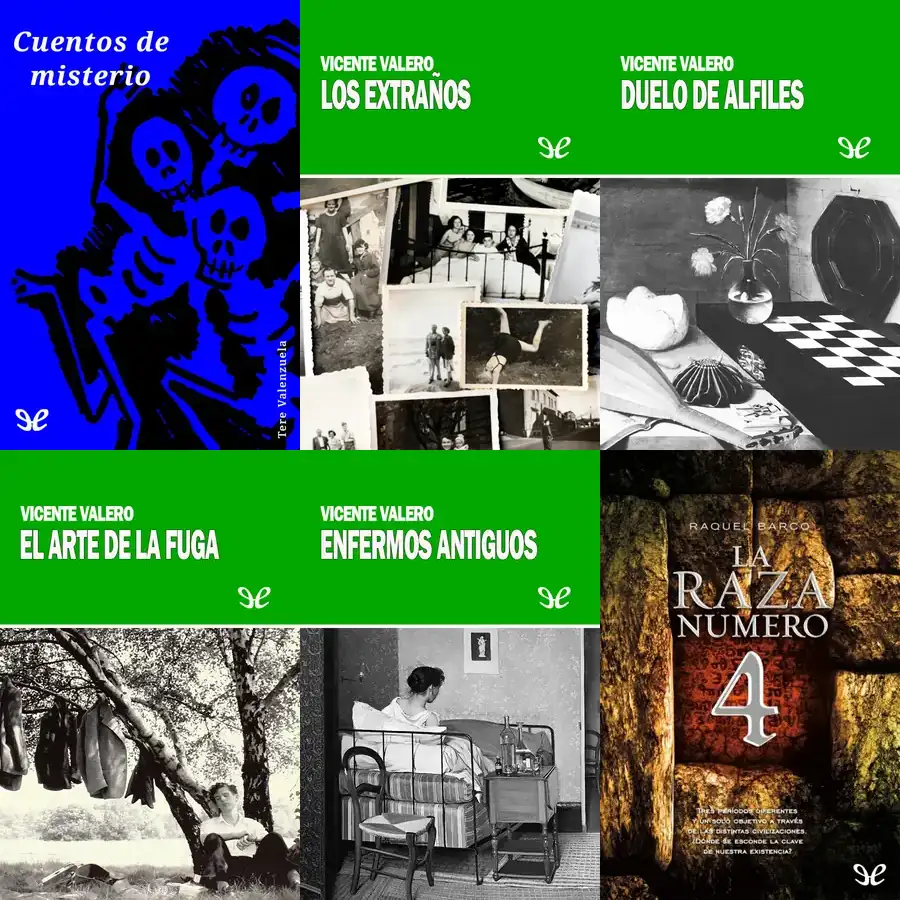 Cuentos de
misterio
Tere Valenzuela
VICENTE VALERO
LOS EXTRAÑOS
VICENTE VALERO
DUELO DE ALFILES
VICENTE VALERO
EL ARTE DE LA FUGA
VICENTE VALERO
ENFERMOS ANTIGUOS
RAQUEL BARCO
LA
RAZA
NUMERO
4
TRES PERÍODOS DIFERENTES
Y UN SOLO OBJETIVO A TRAVÉS
DE LAS DISTINTAS CIVILIZACIONES.
¿DÓNDE SE ESCONDE LA CLAVE
DE NUESTRA EXISTENCIA?